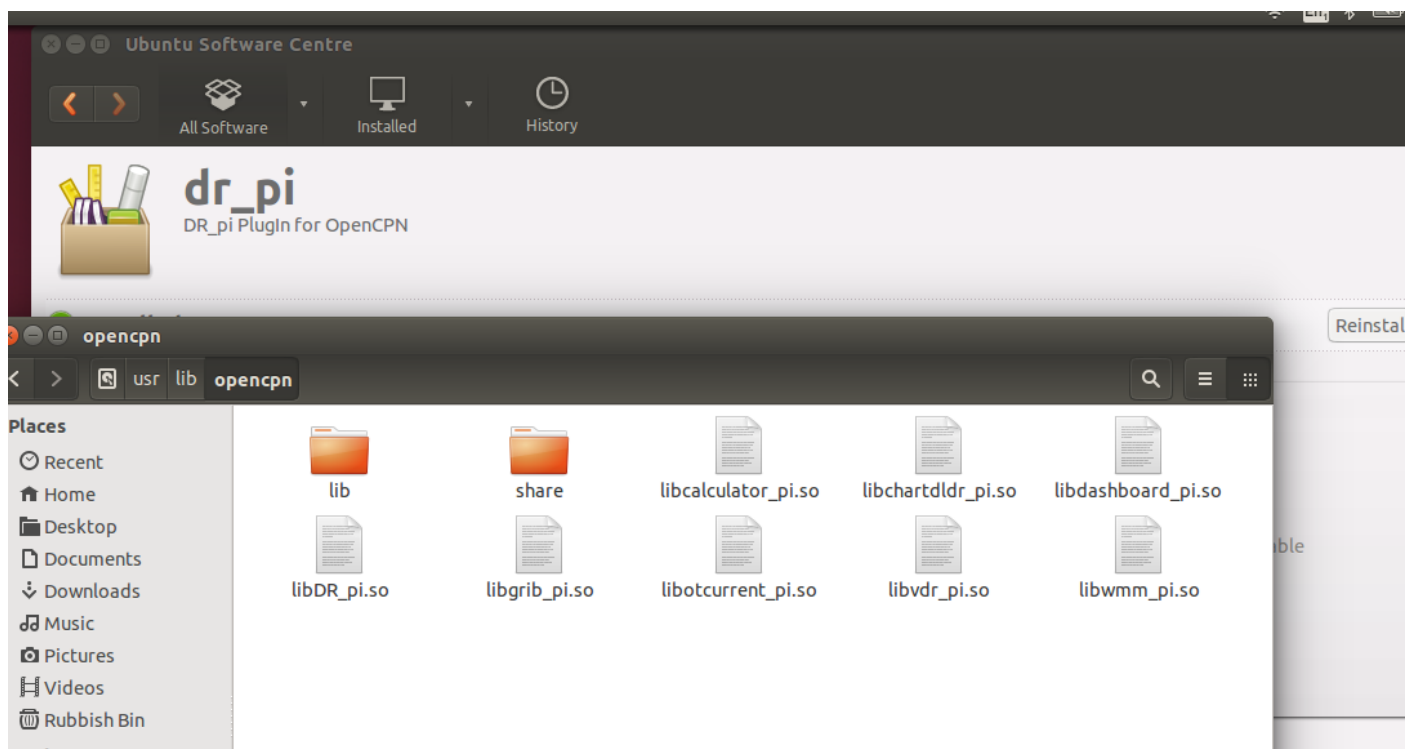 Ubuntu Software Centre
All Software
Installed
History
dr_pi
DR_pi PlugIn for OpenCPN
opencpn
usr lib opencpn
Places
Recent
Home
Desktop
Documents
Downloads
Music
Pictures
Videos
Rubbish Bin
lib
share
libcalculator_pi.so
libchartdldr_pi.so
libdashboard_pi.so
libDR_pi.so
libgrib_pi.so
libotcurrent_pi.so
libvdr_pi.so
libwmm_pi.so
Reinstal
able